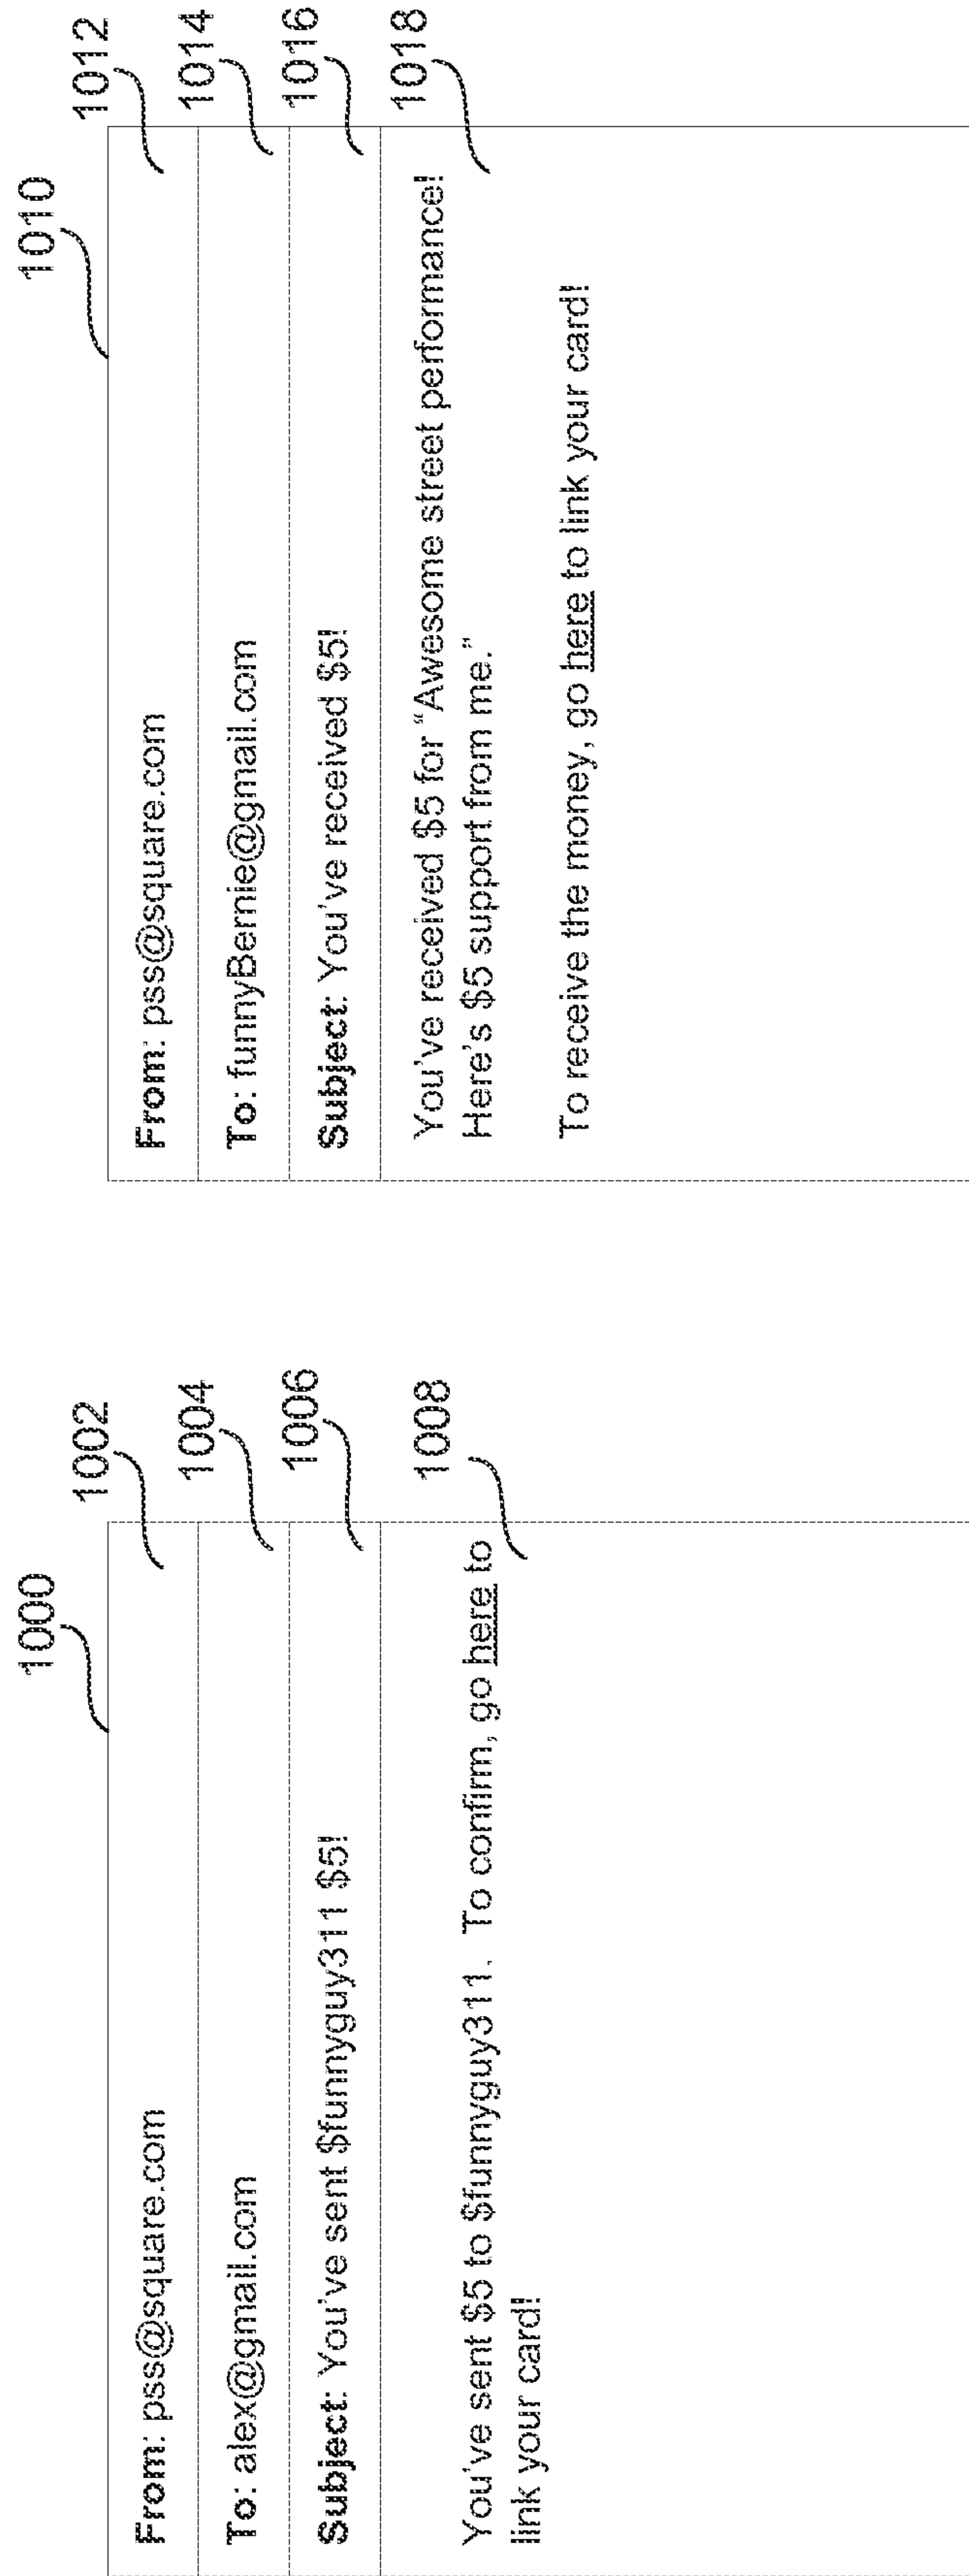 1000
1002
From: pss@square.com
1004
To: alex@gmail.com
1006
Subject: You've sent $funnyguy311 $5!
1008
You've sent $5 to $funnyguy311. To confirm, go here to
link your card!
1010
1012
From: pss@square.com
1014
To: funnyBernie@gmail.com
1016
Subject: You've received $5!
1018
You've received $5 for “Awesome street performance!
Here's $5 support from me.”
To receive the money, go here to link your card!